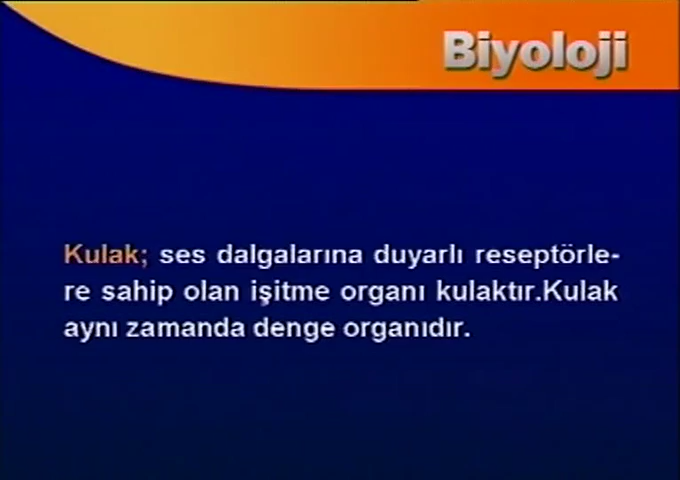 Biyoloji
Kulak; ses dalgalarına duyarlı reseptörle-
re sahip olan işitme organı kulaktır.Kulak
aynı zamanda denge organıdır.